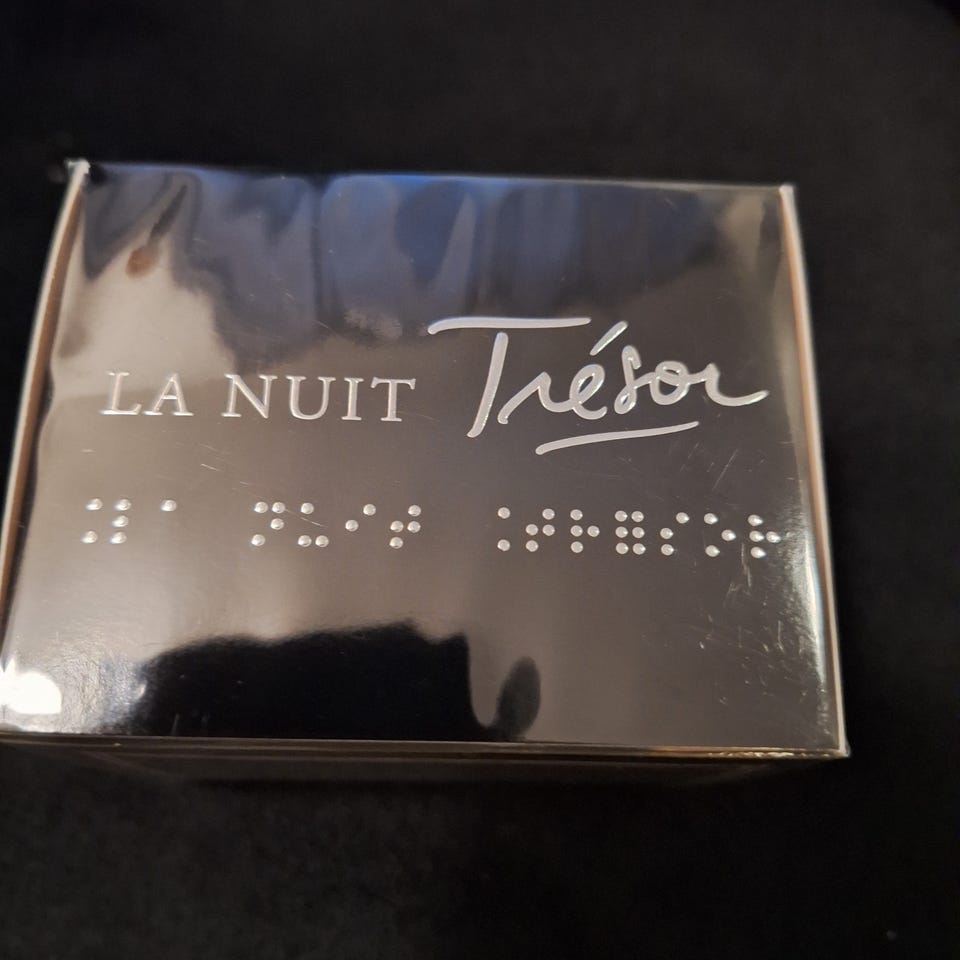 LA NUIT Trésor
⠨⠇⠁ ⠝⠥⠊⠞ ⠨⠞⠗⠿⠎⠕⠗